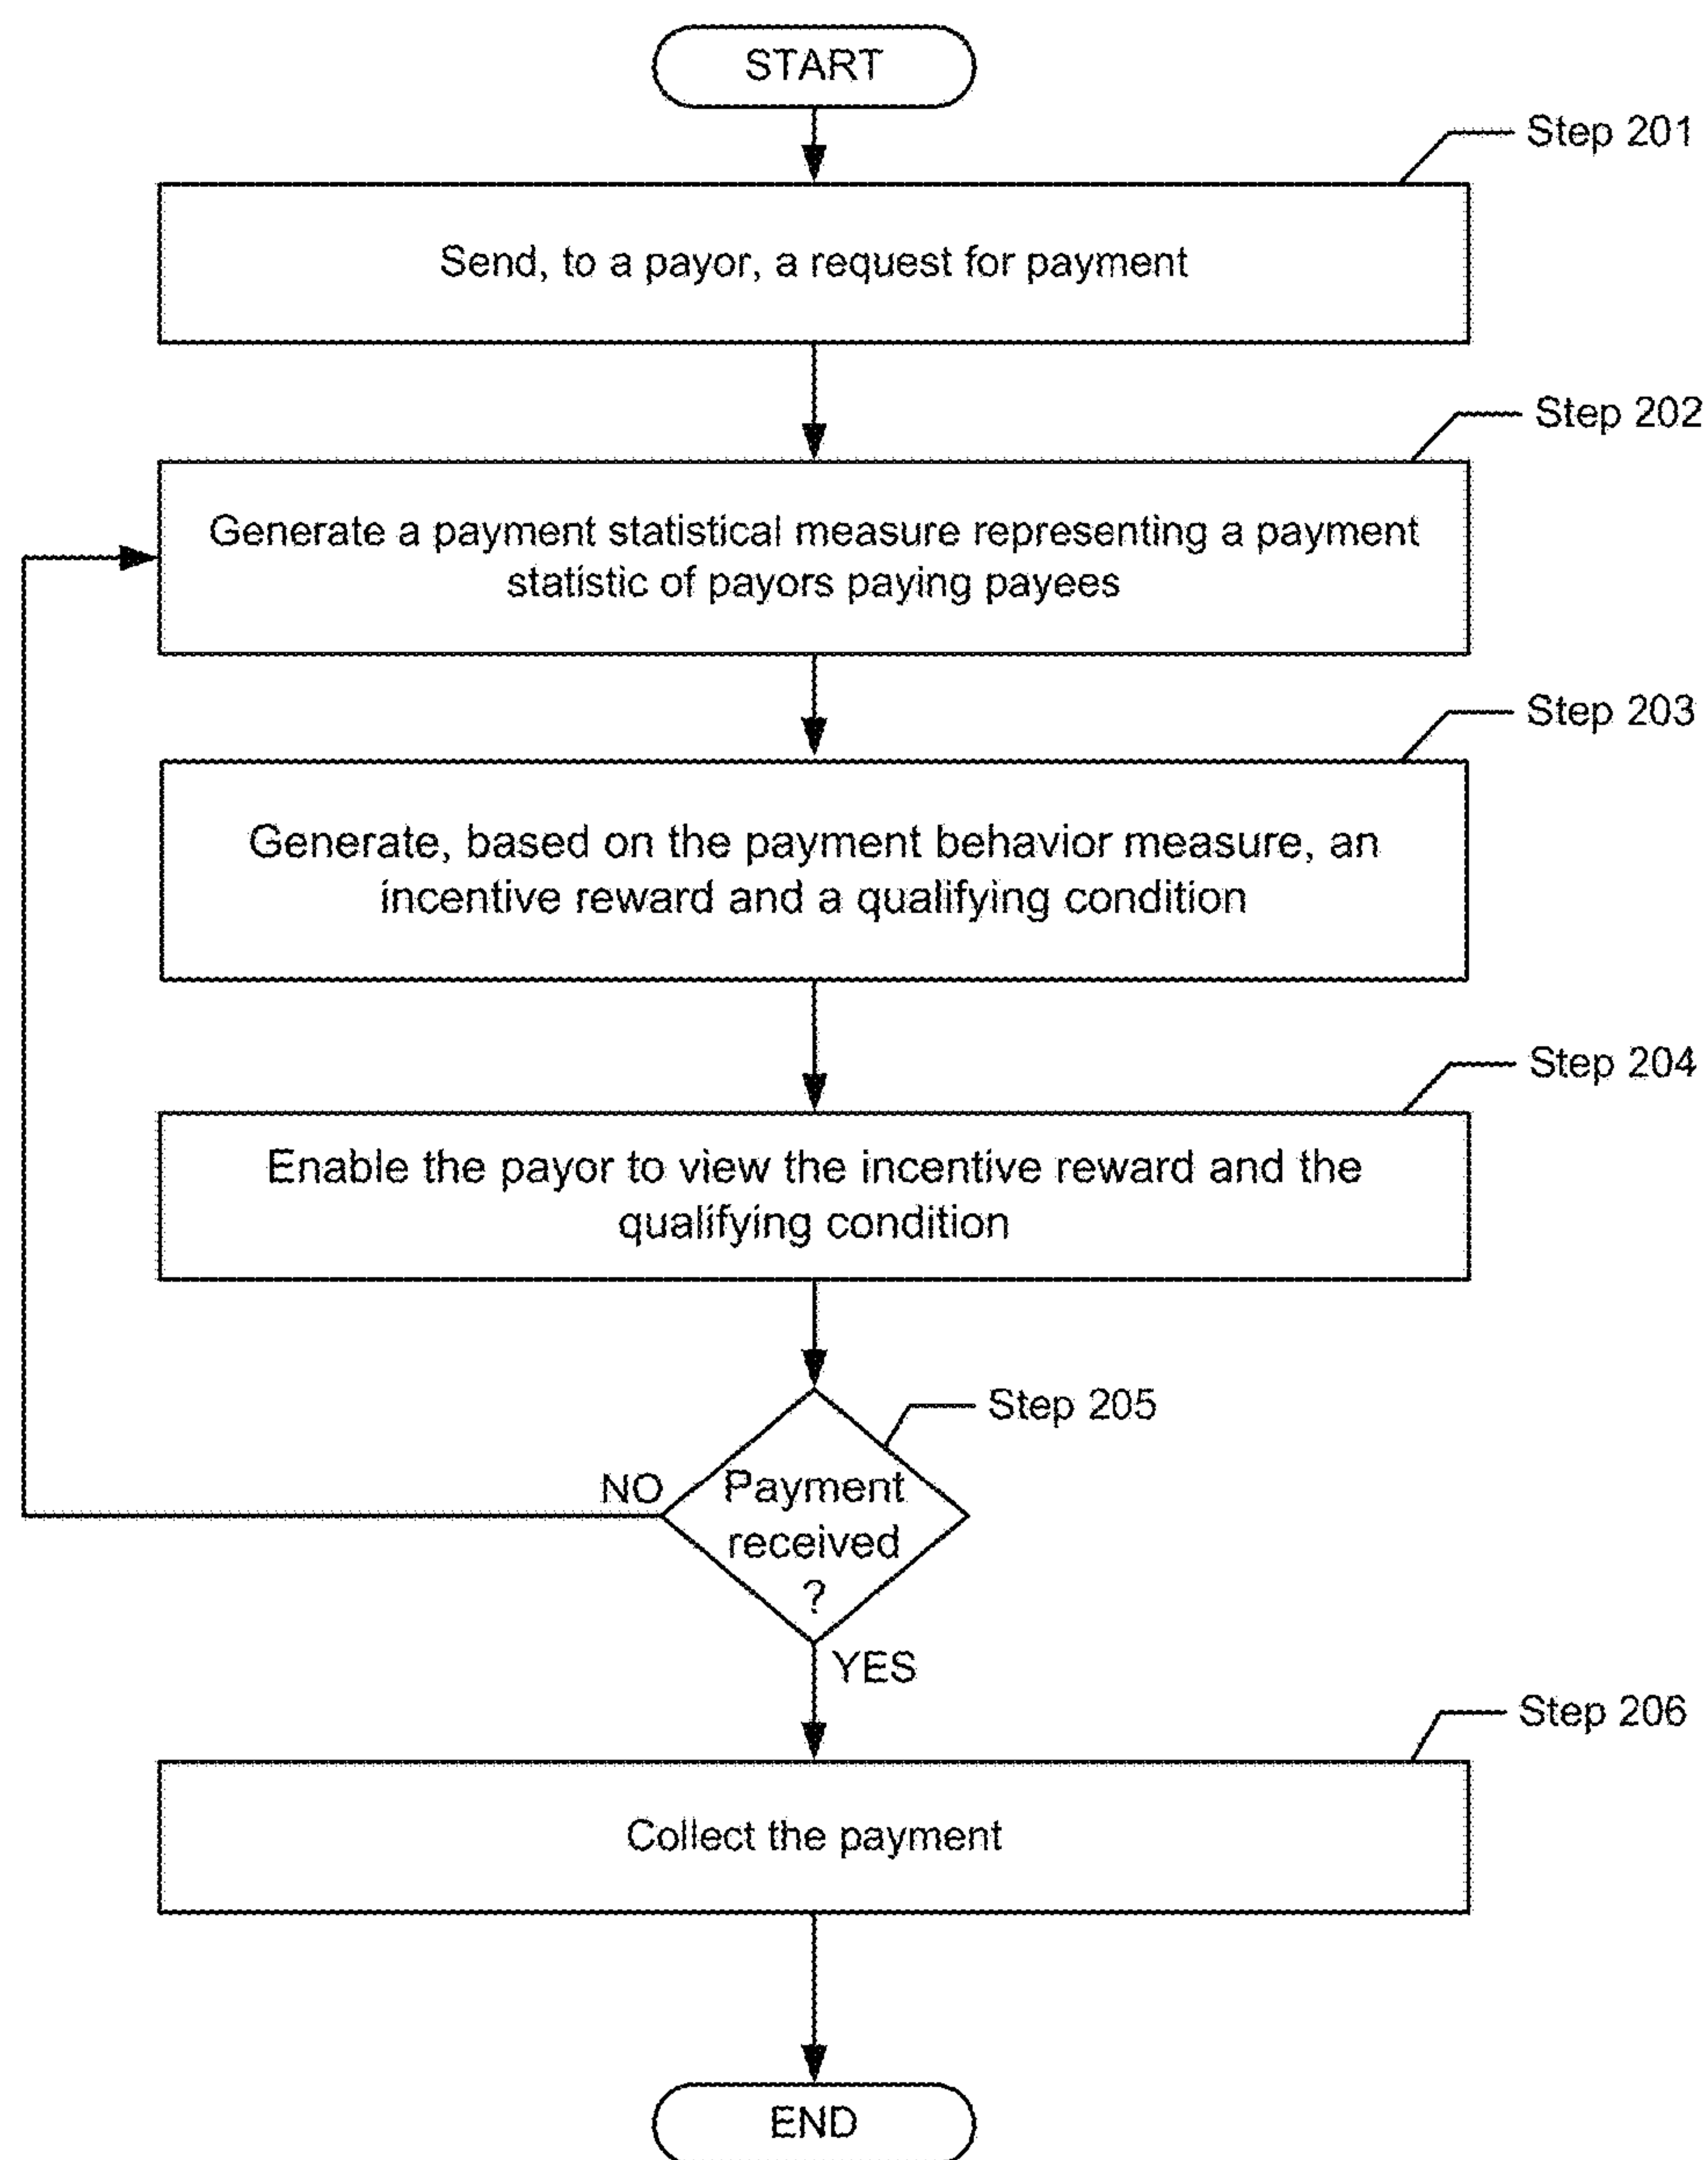 START
Step 201
Send, to a payor, a request for payment
Step 202
Generate a payment statistical measure representing a payment
statistic of payors paying payees
Step 203
Generate, based on the payment behavior measure, an
incentive reward and a qualifying condition
Step 204
Enable the payor to view the incentive reward and the
qualifying condition
Step 205
NO
Payment
received
?
YES
Step 206
Collect the payment
END